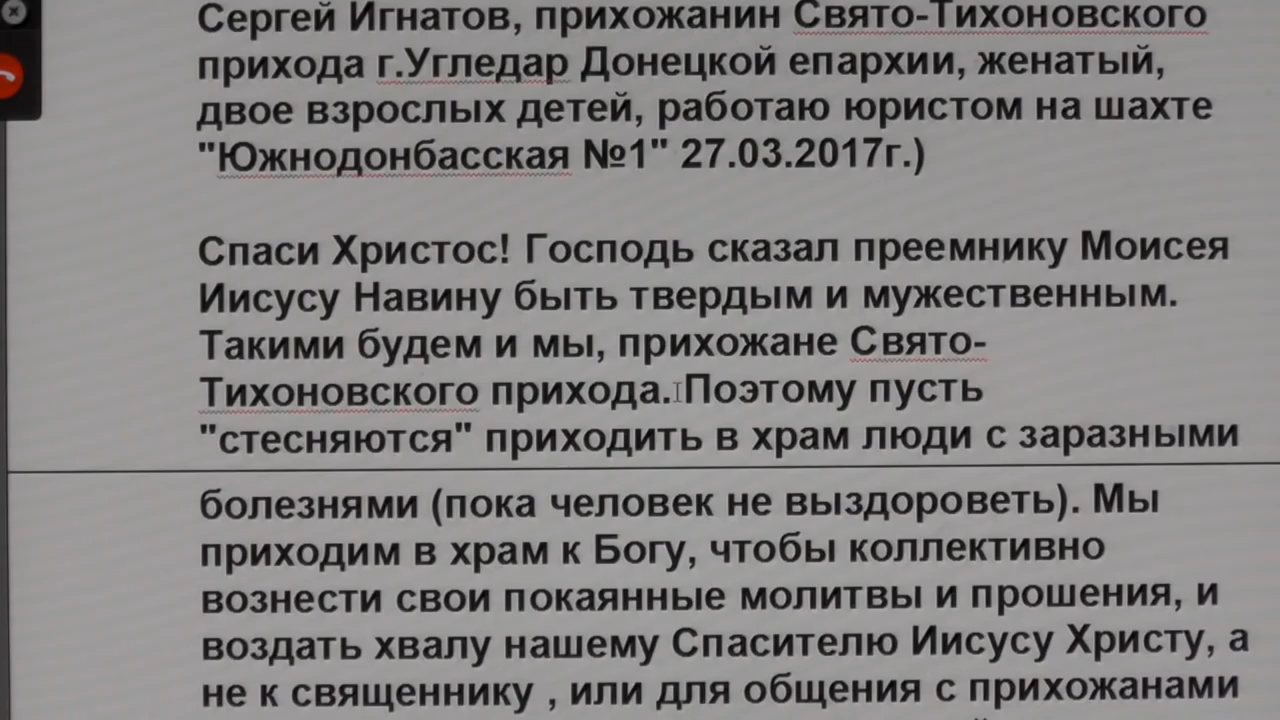 Сергей Игнатов, прихожанин Свято-Тихоновского
прихода г.Угледар Донецкой епархии, женатый,
двое взрослых детей, работаю юристом на шахте
"Южнодонбасская №1" 27.03.2017г.)
Спаси Христос! Господь сказал преемнику Моисея
Иисусу Навину быть твердым и мужественным.
Такими будем и мы, прихожане Свято-
Тихоновского прихода. Поэтому пусть
"стесняются" приходить в храм люди с заразными
болезнями (пока человек не выздороветь). Мы
приходим в храм к Богу, чтобы коллективно
вознести свои покаянные молитвы и прошения, и
воздать хвалу нашему Спасителю Иисусу Христу, а
не к священнику , или для общения с прихожанами